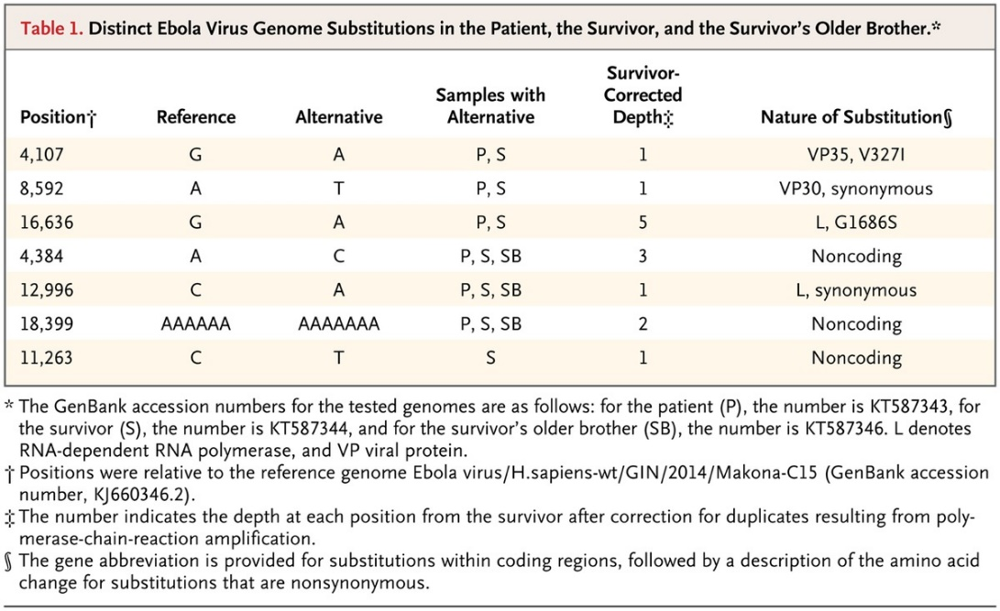 Table 1. Distinct Ebola Virus Genome Substitutions in the Patient, the Survivor, and the Survivor's Older Brother.*
Position† Reference Alternative Samples with Alternative Survivor-Corrected Depth‡ Nature of Substitution§
4,107 G A P, S 1 VP35, V327I
8,592 A T P, S 1 VP30, synonymous
16,636 G A P, S 5 L, G1686S
4,384 A C P, S, SB 3 Noncoding
12,996 C A P, S, SB 1 L, synonymous
18,399 AAAAAA AAAAAAA P, S, SB 2 Noncoding
11,263 C T S 1 Noncoding
* The GenBank accession numbers for the tested genomes are as follows: for the patient (P), the number is KT587343, for
the survivor (S), the number is KT587344, and for the survivor's older brother (SB), the number is KT587346. L denotes
RNA-dependent RNA polymerase, and VP viral protein.
† Positions were relative to the reference genome Ebola virus/H.sapiens-wt/GIN/2014/Makona-C15 (GenBank accession
number, KJ660346.2).
‡ The number indicates the depth at each position from the survivor after correction for duplicates resulting from poly-
merase-chain-reaction amplification.
§ The gene abbreviation is provided for substitutions within coding regions, followed by a description of the amino acid
change for substitutions that are nonsynonymous.